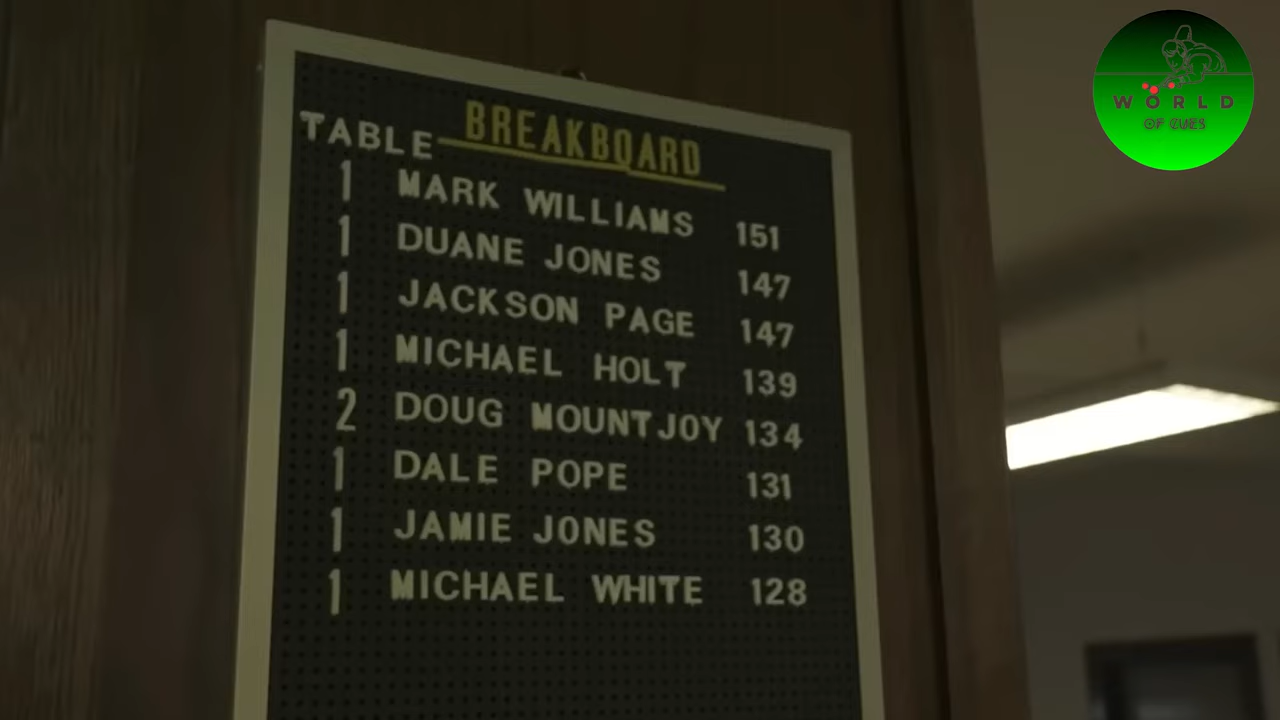 BREAKBOARD
TABLE
1 MARK WILLIAMS 151
1 DUANE JONES 147
1 JACKSON PAGE 147
1 MICHAEL HOLT 139
2 DOUG MOUNTJOY 134
1 DALE POPE 131
1 JAMIE JONES 130
1 MICHAEL WHITE 128
WORLD
OF CUES